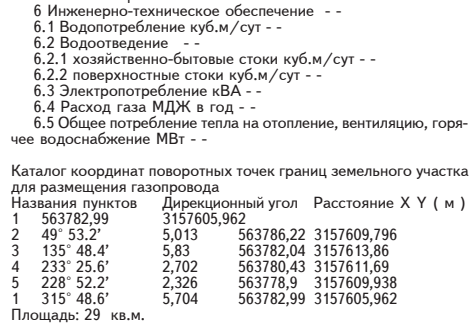 6 Инженерно-техническое обеспечение - -
6.1 Водопотребление куб.м/сут - -
6.2 Водоотведение - -
6.2.1 хозяйственно-бытовые стоки куб.м/сут - -
6.2.2 поверхностные стоки куб.м/сут - -
6.3 Электропотребление кВА - -
6.4 Расход газа МДЖ в год - -
6.5 Общее потребление тепла на отопление, вентиляцию, горя-
чее водоснабжение МВт - -
Каталог координат поворотных точек границ земельного участка
для размещения газопровода
Названия пунктов Дирекционный угол Расстояние X Y ( м )
1 563782,99 3157605,962
2 49° 53.2' 5,013 563786,22 3157609,796
3 135° 48.4' 5,83 563782,04 3157613,86
4 233° 25.6' 2,702 563780,43 3157611,69
5 228° 52.2' 2,326 563778,9 3157609,938
1 315° 48.6' 5,704 563782,99 3157605,962
Площадь: 29 кв.м.